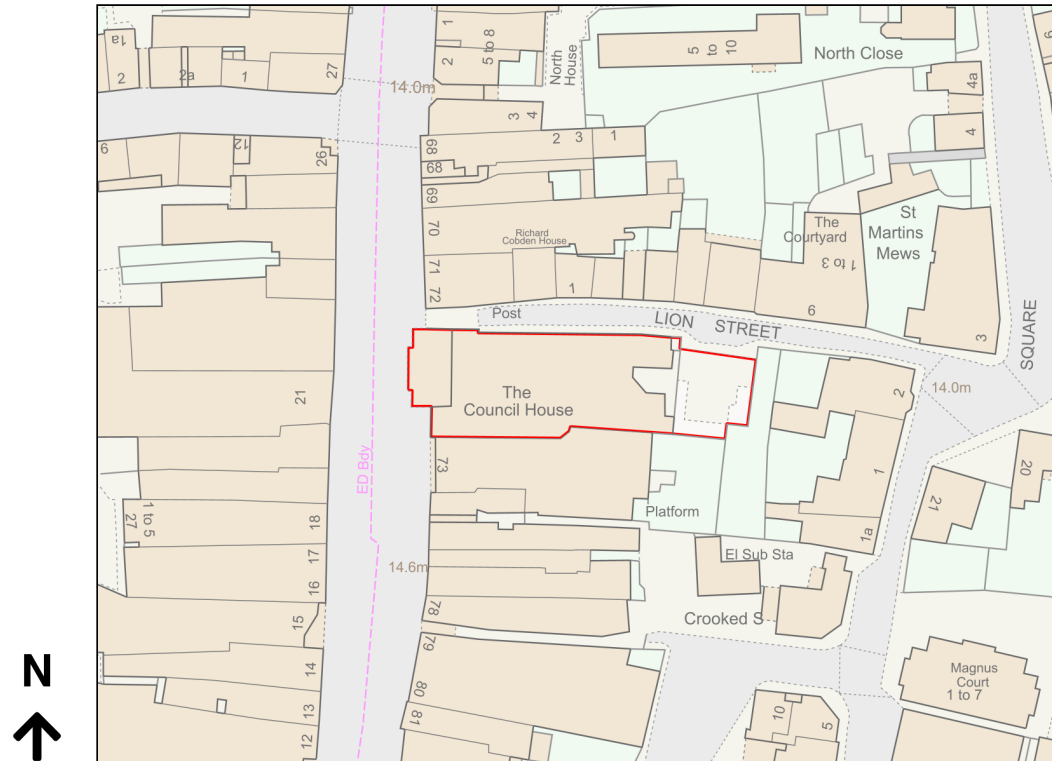 1a
2
2a
1
27
14.0m
1
2
5 to 8
North
House
5
to
10
North Close
4a
4
9
6
12
26
3
4
68
2
3
1
68
69
70
71
72
Richard
Cobden House
1
The
Courtyard
1 to 3
St
Martins
Mews
6
3
SQUARE
Post
LION STREET
14.0m
21
The
Council House
2
1
1a
73
ED Bdy
Platform
El Sub Sta
20
21
1 to 5
27
18
17
16
15
14
13
12
14.6m
78
79
80
81
Crooked S
Magnus
Court
1 to 7
10
5
N